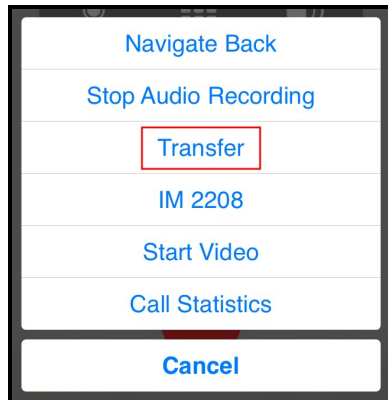 Navigate Back
Stop Audio Recording
Transfer
IM 2208
Start Video
Call Statistics
Cancel